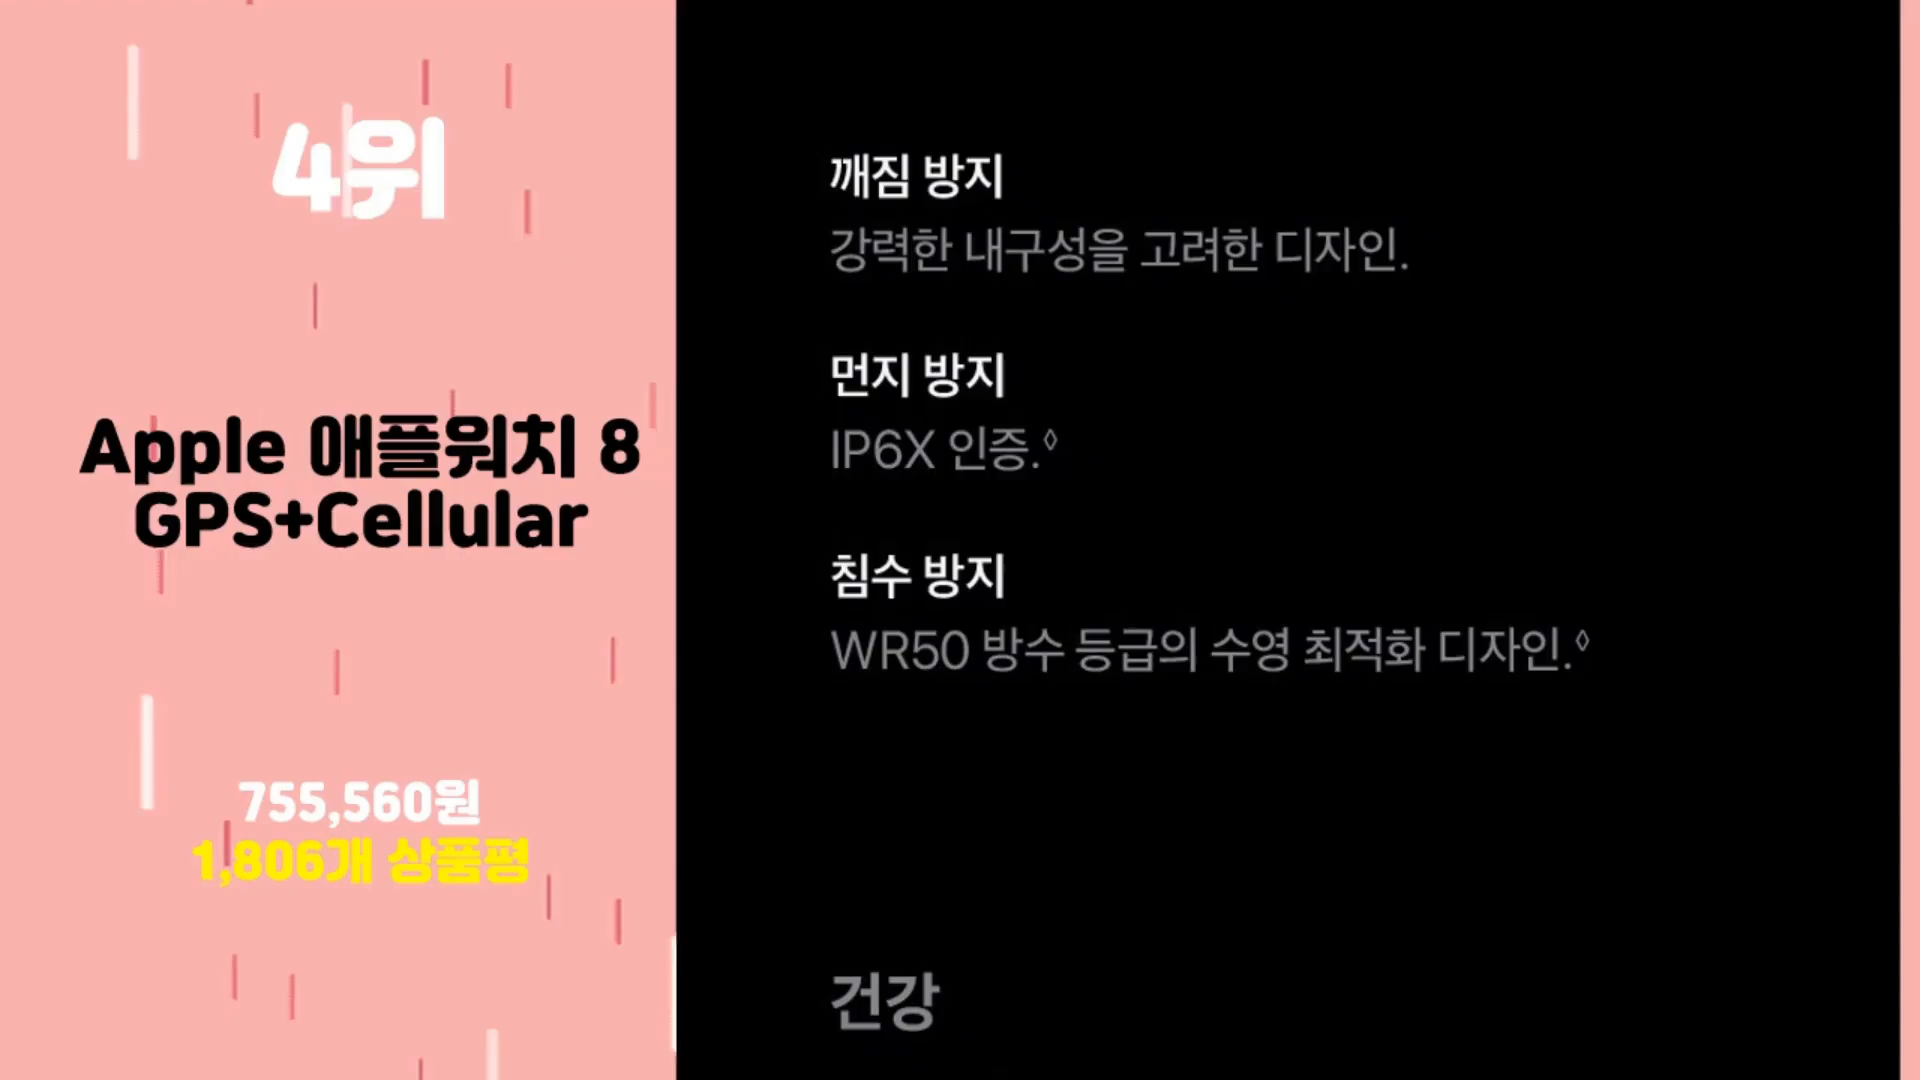 4위
Apple 애플워치 8
GPS+Cellular
755,560원
1,806개 상품평
깨짐 방지
강력한 내구성을 고려한 디자인.
먼지 방지
IP6X 인증.◊
침수 방지
WR50 방수 등급의 수영 최적화 디자인.◊
건강